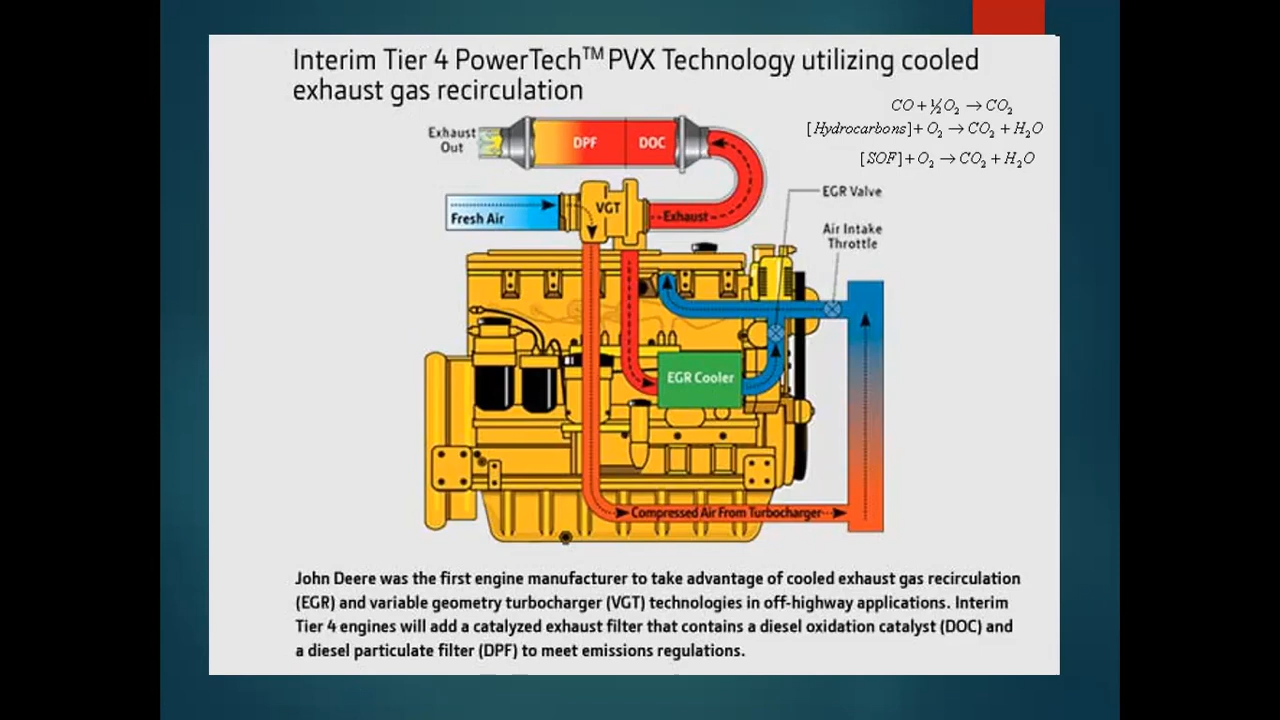 Interim Tier 4 PowerTech™ PVX Technology utilizing cooled
exhaust gas recirculation
CO + ½O₂ → CO₂
[Hydrocarbons] + O₂ → CO₂ + H₂O
[SOF] + O₂ → CO₂ + H₂O
Exhaust
Out
DPF
DOC
EGR Valve
Fresh Air
VGT
Exhaust
Air Intake
Throttle
EGR Cooler
Compressed Air From Turbocharger
John Deere was the first engine manufacturer to take advantage of cooled exhaust gas recirculation
(EGR) and variable geometry turbocharger (VGT) technologies in off-highway applications. Interim
Tier 4 engines will add a catalyzed exhaust filter that contains a diesel oxidation catalyst (DOC) and
a diesel particulate filter (DPF) to meet emissions regulations.